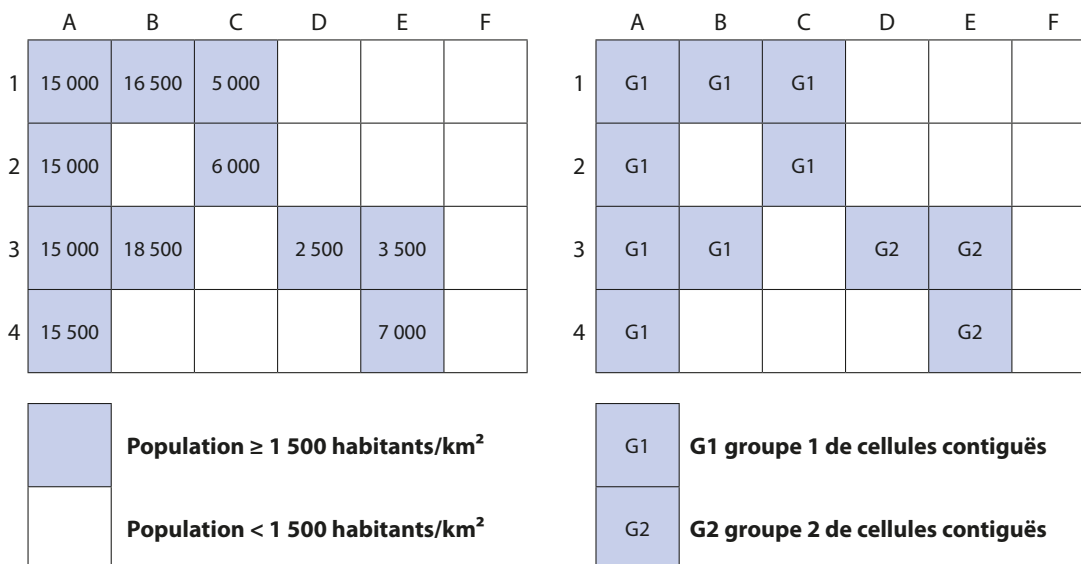 A B C D E F
1 15 000 16 500 5 000
2 15 000 6 000
3 15 000 18 500 2 500 3 500
4 15 500 7 000
Population ≥ 1 500 habitants/km²
Population < 1 500 habitants/km²
A B C D E F
1 G1 G1 G1
2 G1 G1
3 G1 G1 G2 G2
4 G1 G2
G1 G1 groupe 1 de cellules contiguës
G2 G2 groupe 2 de cellules contiguës